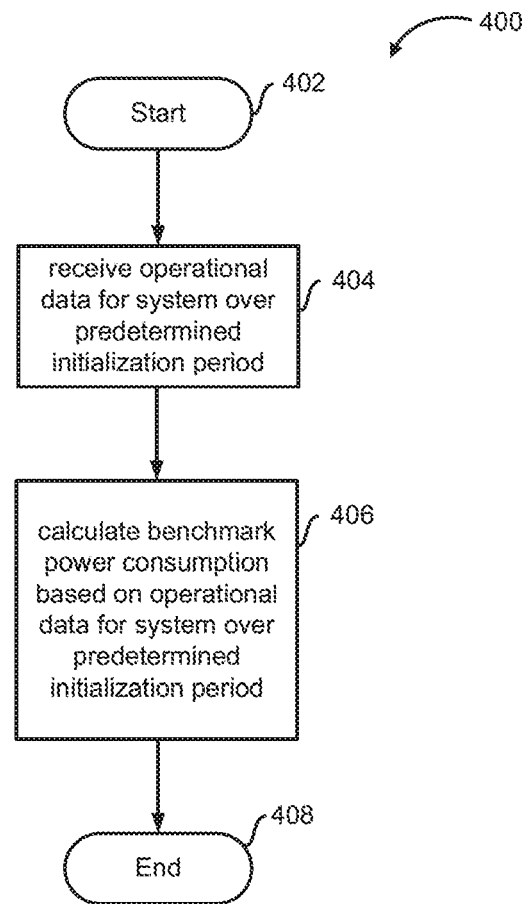 400
Start
402
receive operational
data for system over
predetermined
initialization period
404
calculate benchmark
power consumption
based on operational
data for system over
predetermined
initialization period
406
End
408